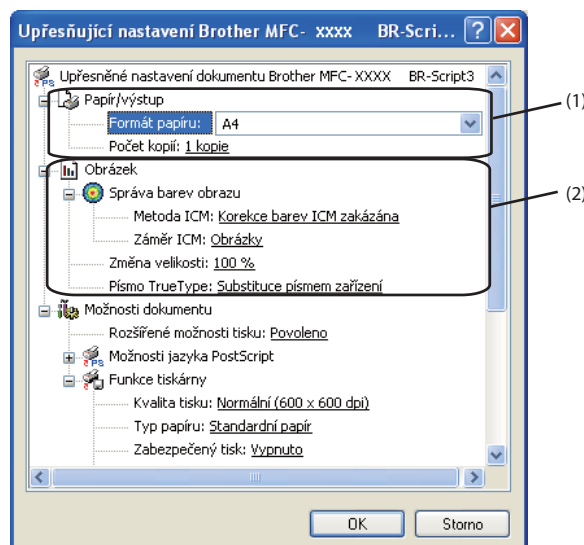 Upřesňující nastavení Brother MFC- xxxx BR-Scri...
Upřesněné nastavení dokumentu Brother MFC-XXXX BR-Script3
Papír/výstup
Formát papíru: A4
Počet kopií: 1 kopie
(1)
Obrázek
(2)
Správa barev obrazu
Metoda ICM: Korekce barev ICM zakázána
Záměr ICM: Obrázky
Změna velikosti: 100 %
Písmo TrueType: Substituce písmem zařízení
Možnosti dokumentu
Rozšířené možnosti tisku: Povoleno
PS Možnosti jazyka PostScript
Funkce tiskárny
Kvalita tisku: Normální (600 x 600 dpi)
Typ papíru: Standardní papír
Zabezpečený tisk: Vypnuto
OK Storno